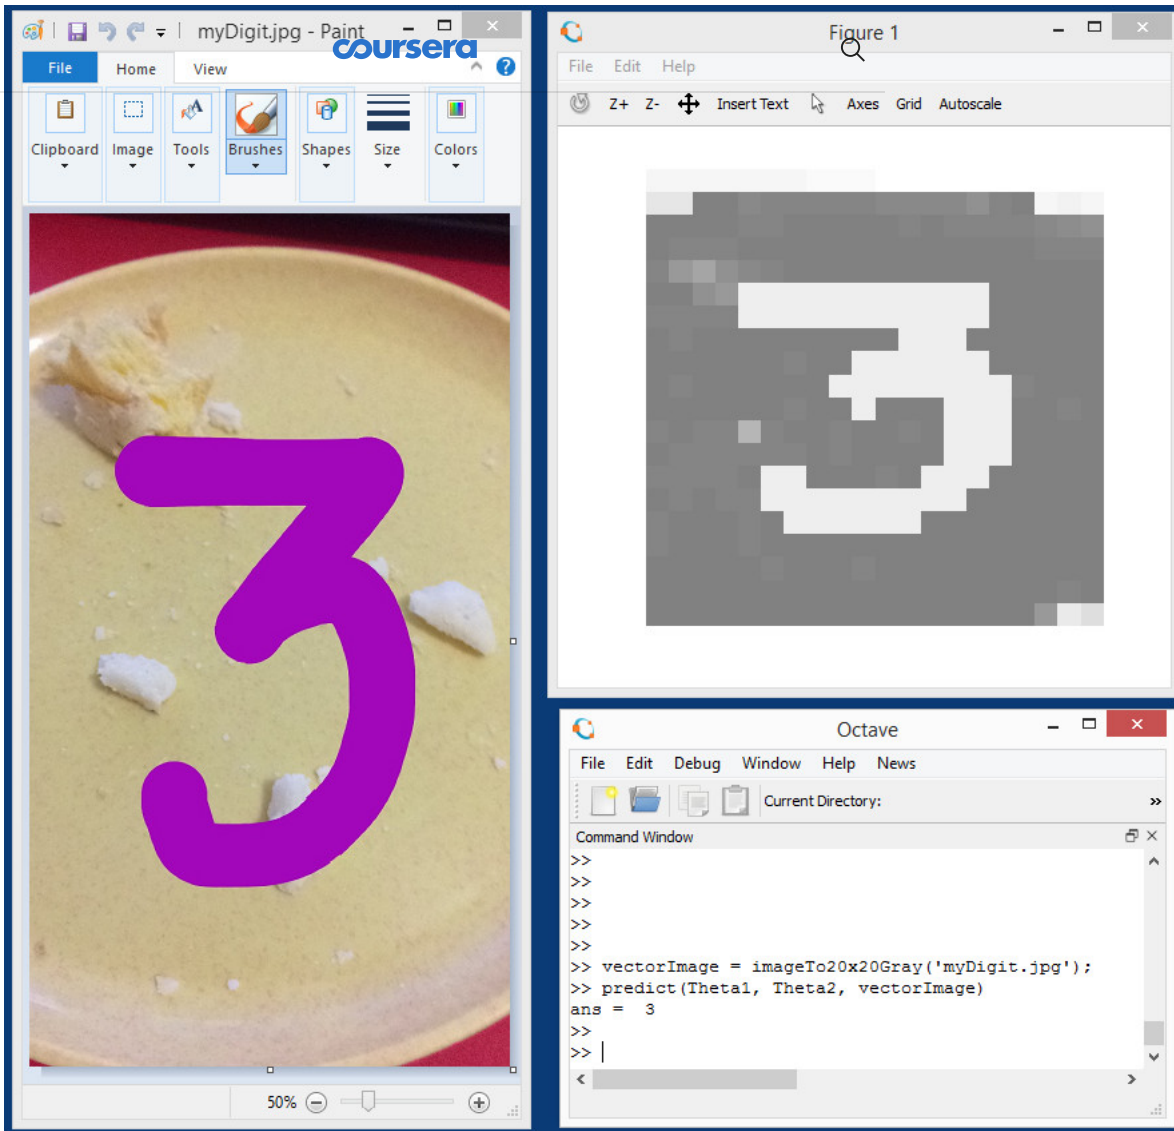 myDigit.jpg - Paint
coursera
File Home View
Clipboard Image Tools Brushes Shapes Size Colors
3
50%
Figure 1
File Edit Help
Z+ Z- Insert Text Axes Grid Autoscale
3
Octave
File Edit Debug Window Help News
Current Directory:
»
Command Window
>>
>>
>>
>>
>>
>> vectorImage = imageTo20x20Gray('myDigit.jpg');
>> predict(Theta1, Theta2, vectorImage)
ans =  3
>>
>>